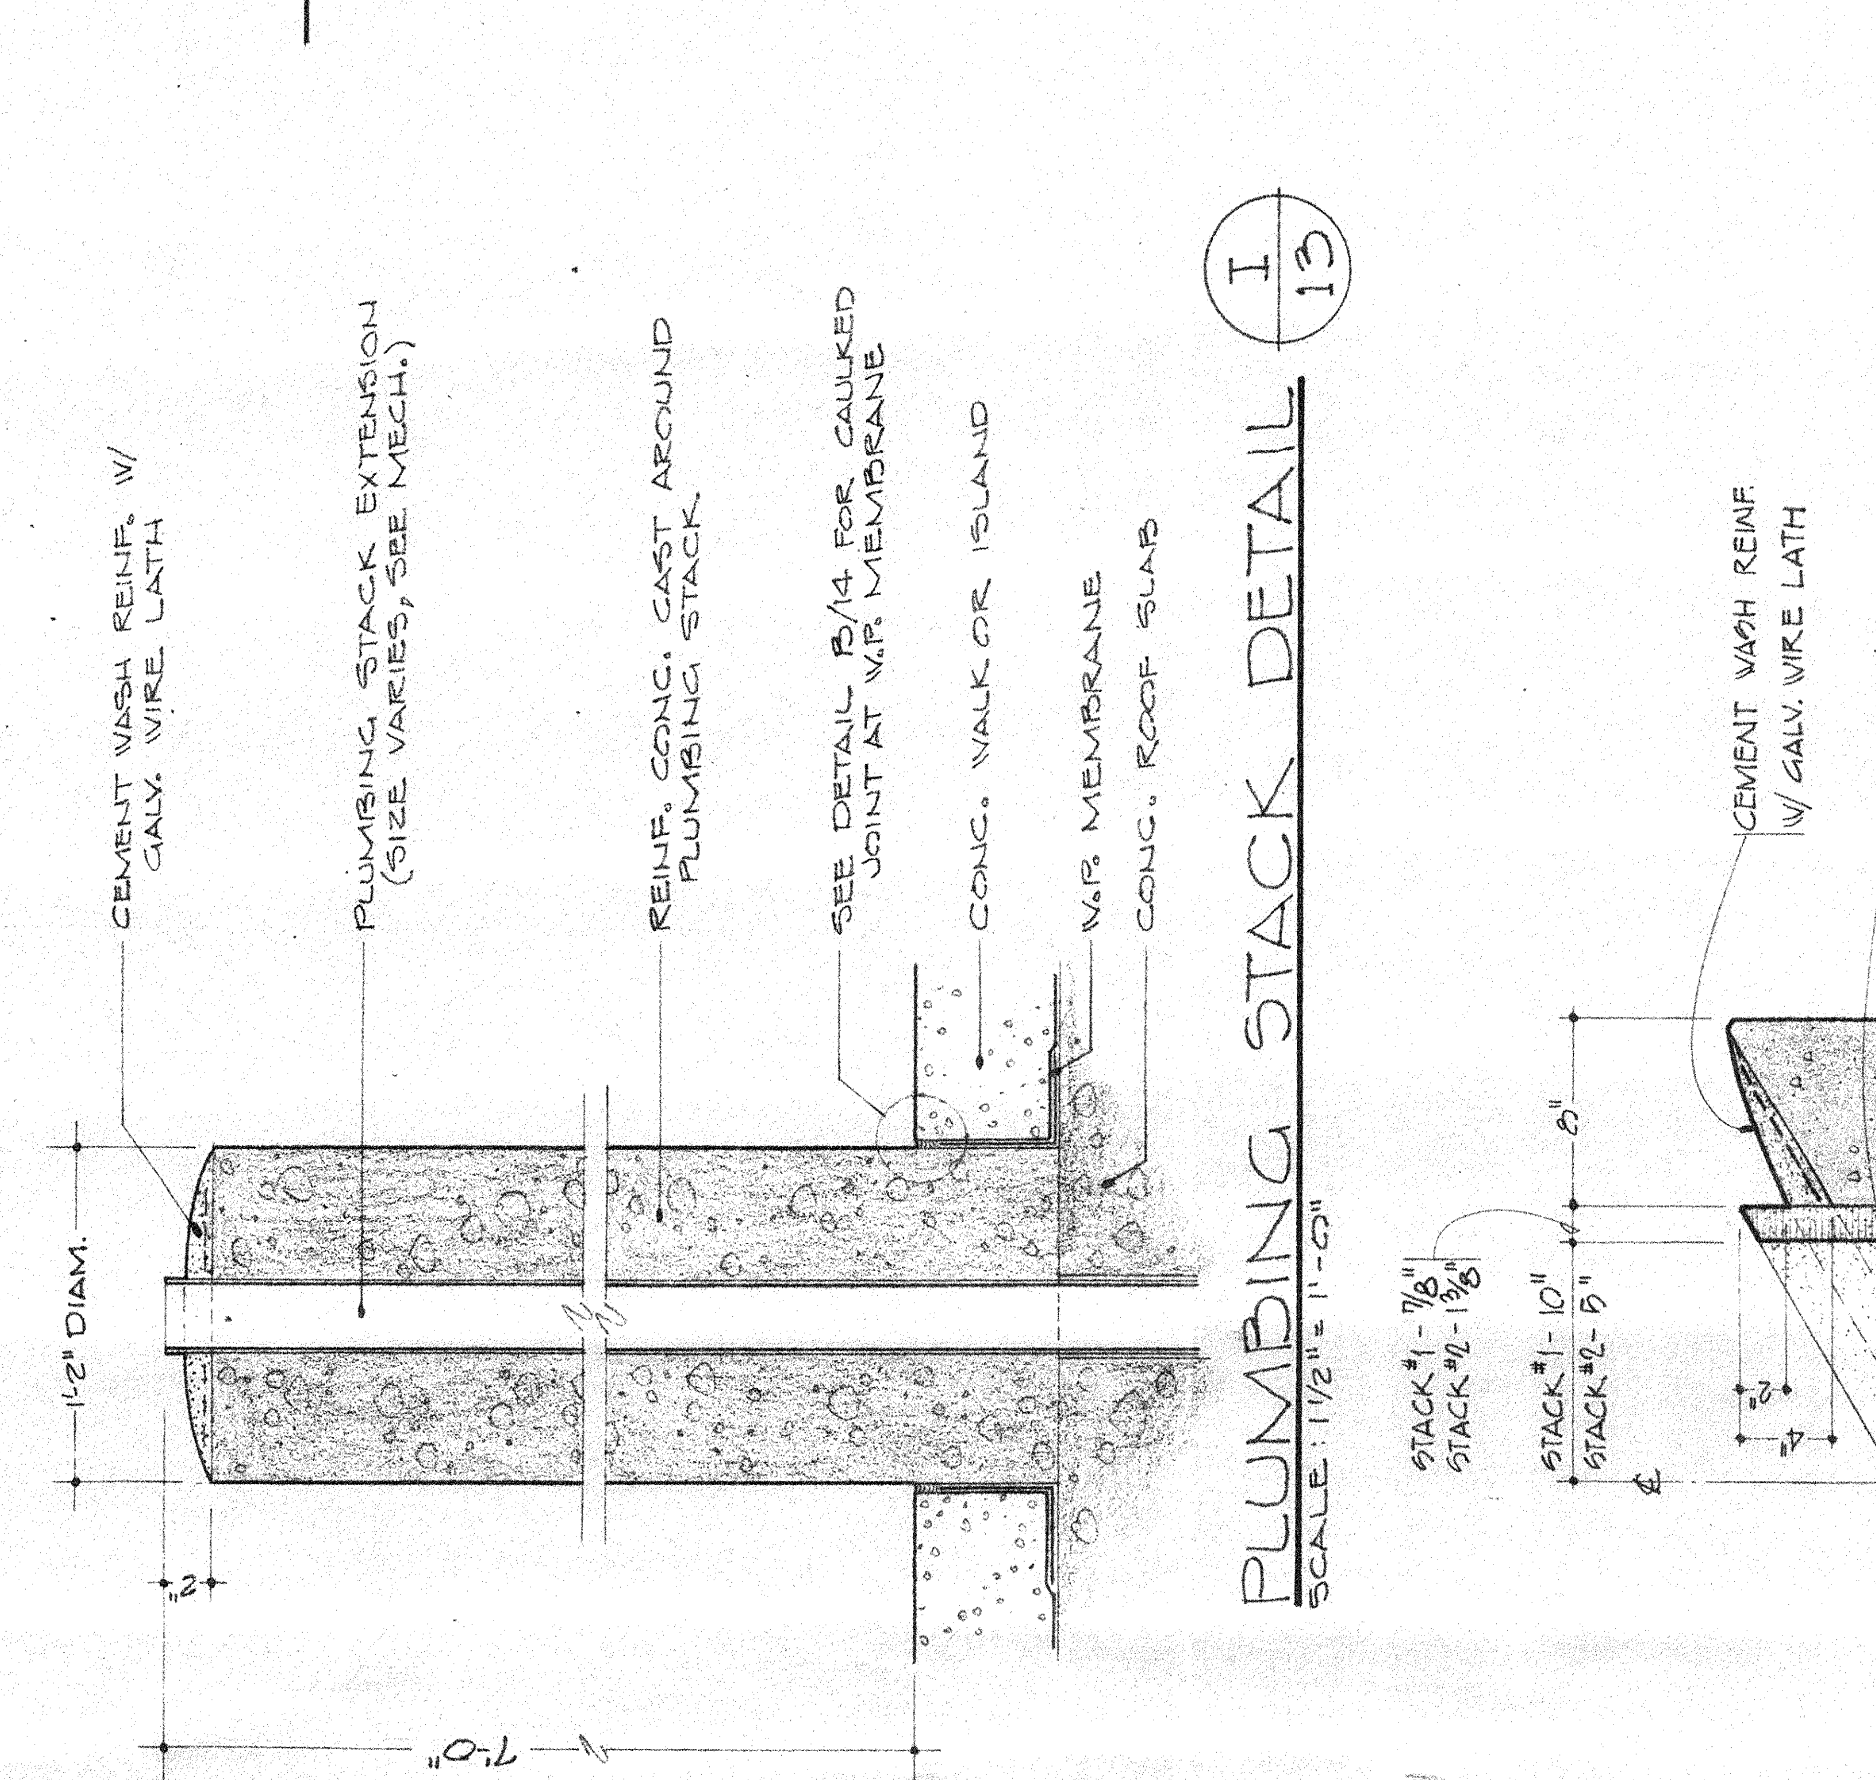 CEMENT WASH REINF. W/
GALV. WIRE LATH
PLUMBING STACK EXTENSION
(SIZE VARIES, SEE MECH.)
REINF. CONC. CAST AROUND
PLUMBING STACK.
SEE DETAIL B/14 FOR CAULKED
JOINT AT W.P. MEMBRANE
CONC. WALK OR ISLAND
W.P. MEMBRANE
CONC. ROOF SLAB
1'-2" DIAM.
2"
7'-0"
PLUMBING STACK DETAIL
SCALE: 1 1/2" = 1'-0"
I
13
STACK #1 - 7/8"
STACK #2 - 1 3/8"
STACK #1 - 10"
STACK #2 - 5"
8"
2"
4"
℄
CEMENT WASH REINF.
W/ GALV. WIRE LATH